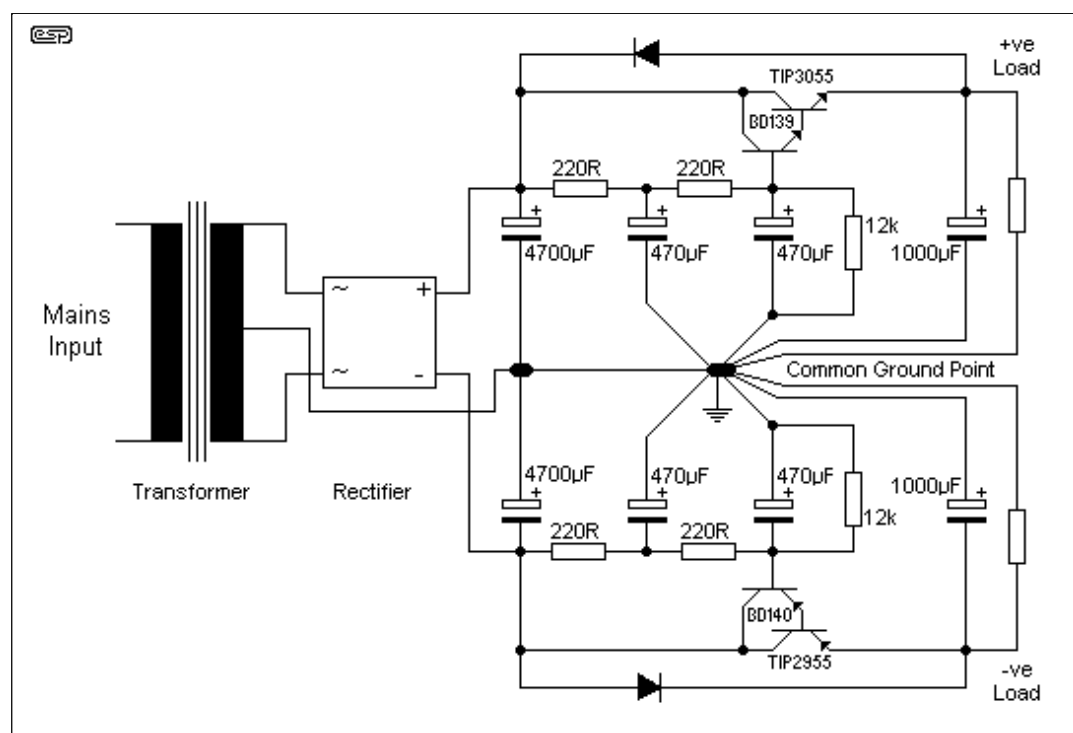 esp
+ve
Load
TIP3055
BD139
220R
220R
+
4700µF
+
470µF
+
470µF
12k
+
1000µF
Mains
Input
~
+
~
-
Common Ground Point
Transformer
Rectifier
4700µF
+
470µF
+
470µF
+
12k
1000µF
+
220R
220R
BD140
TIP2955
-ve
Load